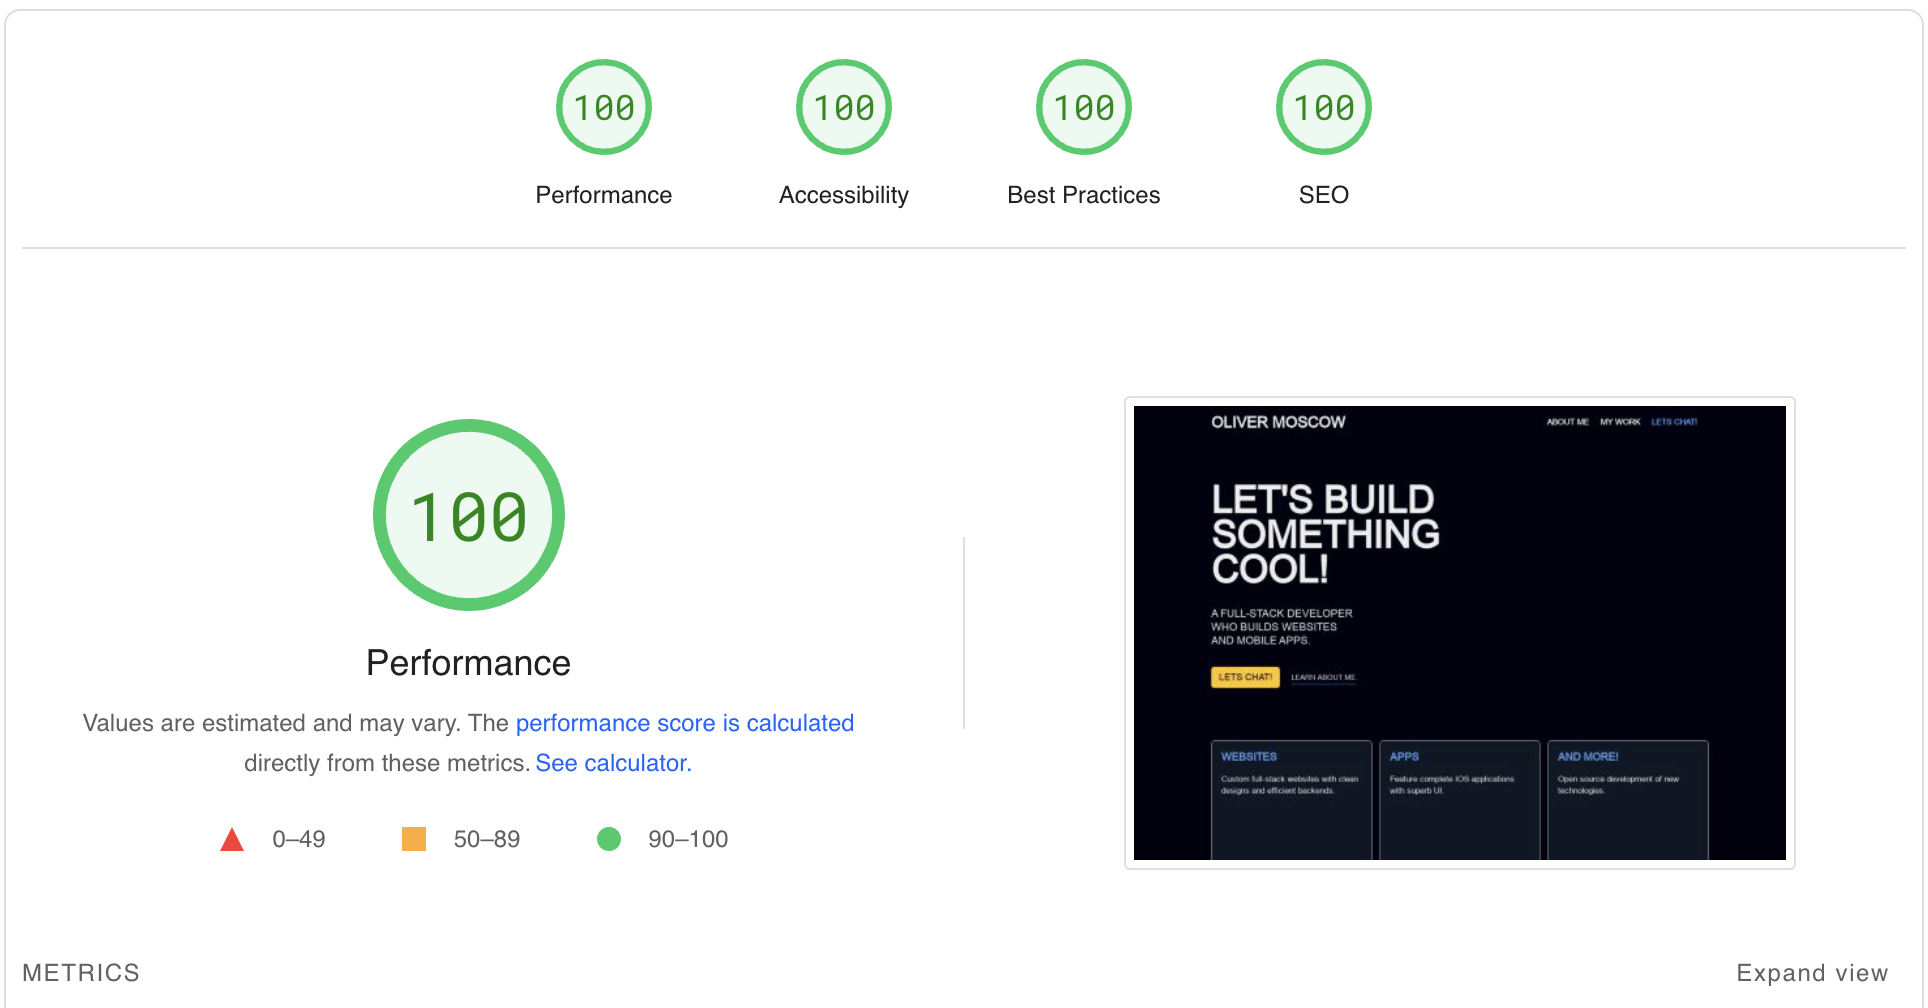 100
100
100
100
Performance
Accessibility
Best Practices
SEO
100
Performance
Values are estimated and may vary. The performance score is calculated
directly from these metrics. See calculator.
0–49
50–89
90–100
OLIVER MOSCOW
ABOUT ME
MY WORK
LETS CHAT!
LET'S BUILD
SOMETHING
COOL!
A FULL-STACK DEVELOPER
WHO BUILDS WEBSITES
AND MOBILE APPS.
LETS CHAT!
LEARN ABOUT ME
WEBSITES
Custom full-stack websites with clean
designs and efficient backends.
APPS
Feature complete IOS applications
with superb UI.
AND MORE!
Open source development of new
technologies.
METRICS
Expand view